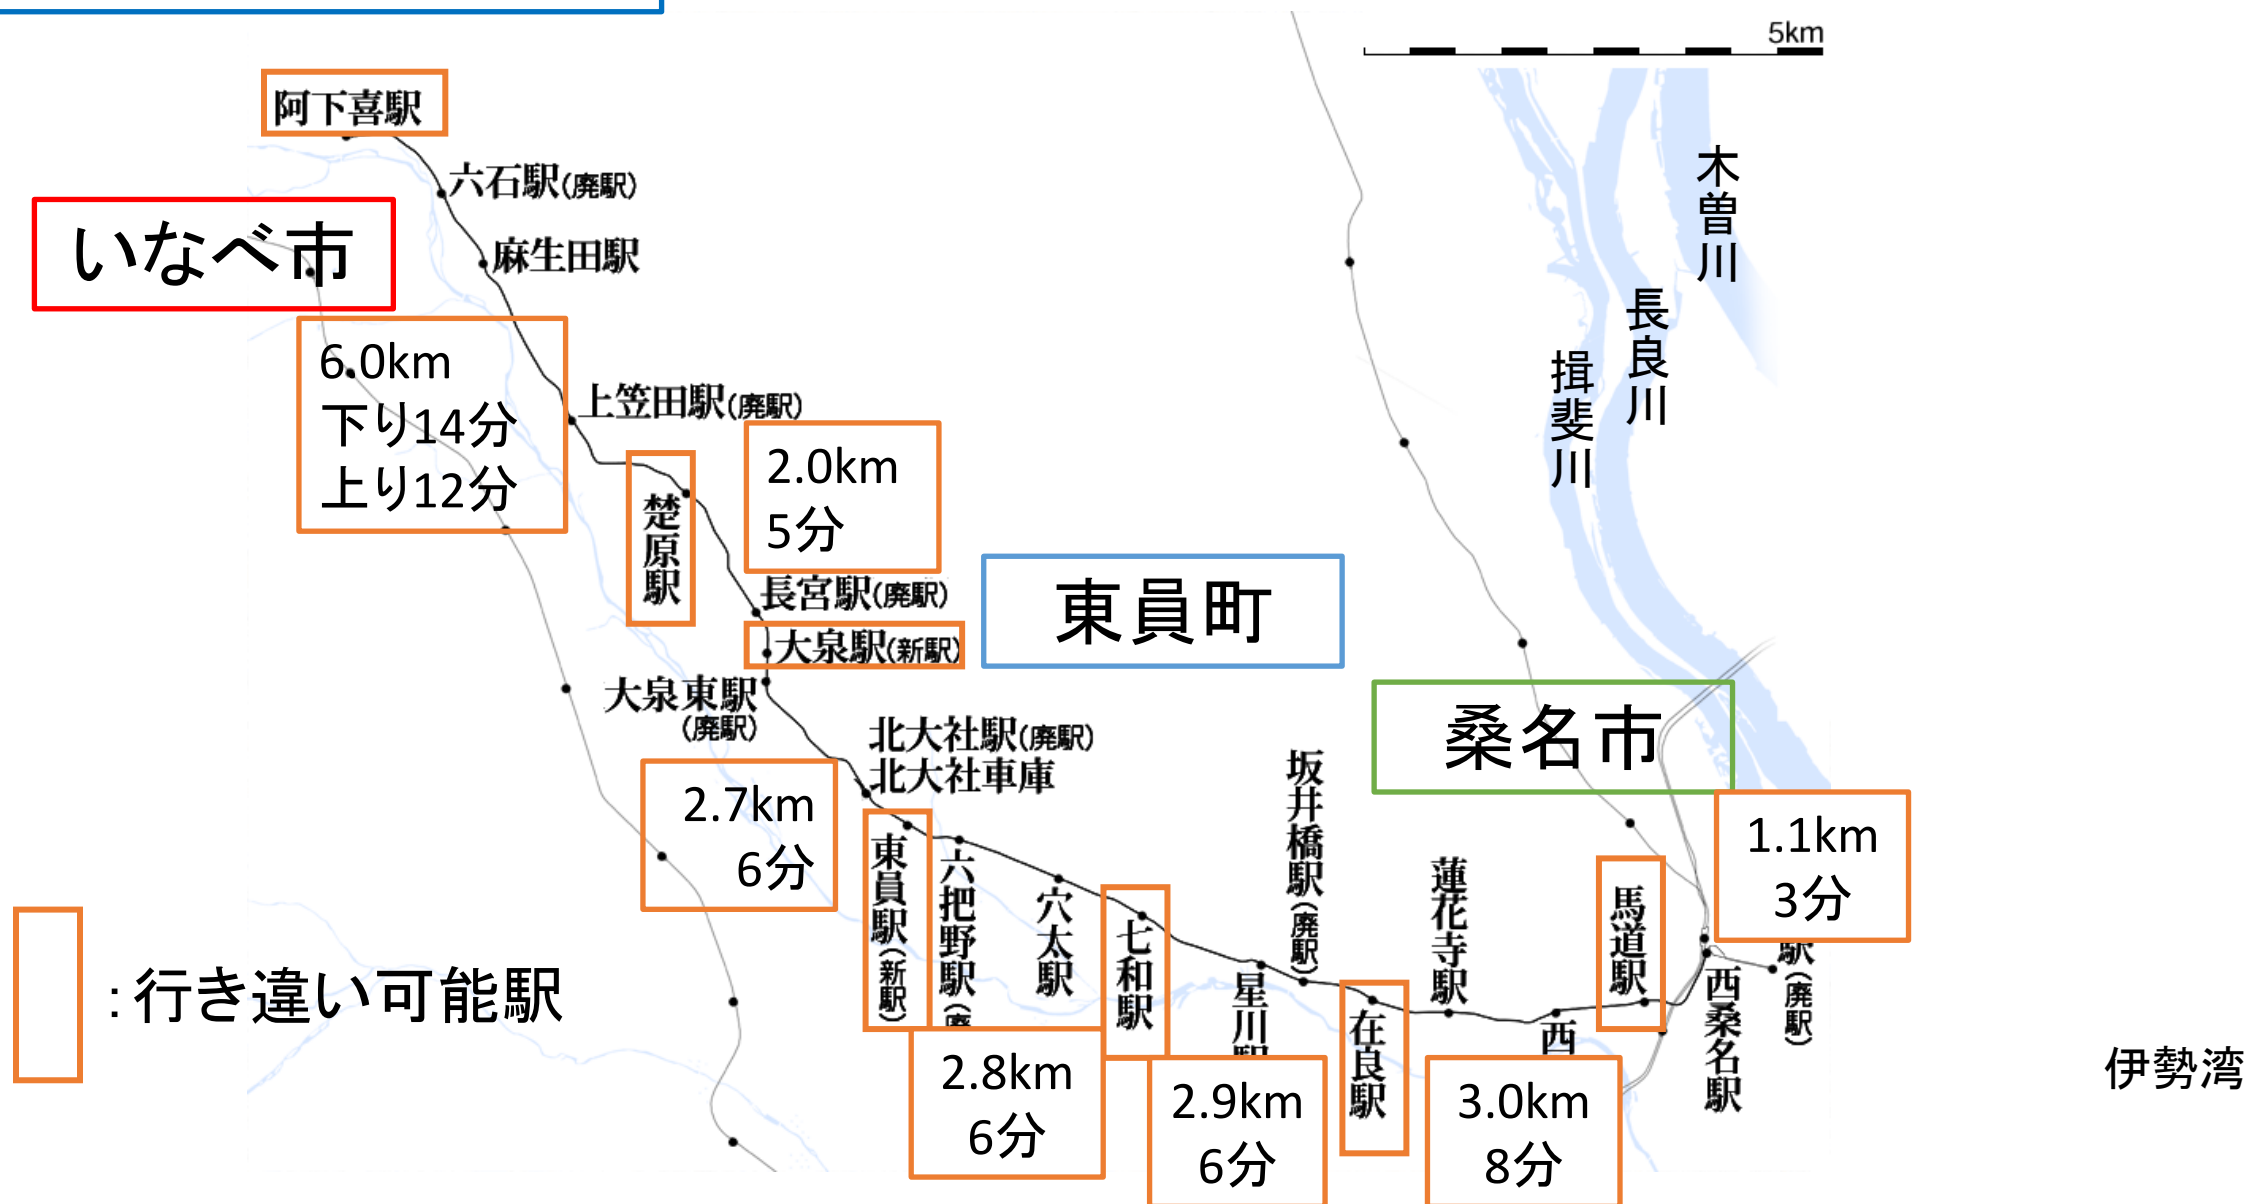 5km
阿下喜駅
六石駅(廃駅)
いなべ市
麻生田駅
木曽川
長良川
揖斐川
6.0km
下り14分
上り12分
上笠田駅(廃駅)
2.0km
5分
楚原駅
長宮駅(廃駅)
大泉駅(新駅)
東員町
大泉東駅
(廃駅)
桑名市
北大社駅(廃駅)
北大社車庫
2.7km
6分
坂井橋駅(廃駅)
1.1km
3分
東員駅(新駅)
六把野駅(廃
穴太駅
七和駅
星川駅
在良駅
蓮花寺駅
西
馬道駅
西桑名駅
駅(廃駅)
:行き違い可能駅
2.8km
6分
2.9km
6分
3.0km
8分
伊勢湾